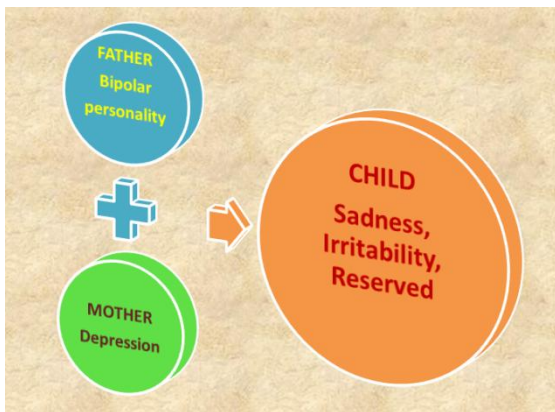 FATHER
Bipolar
personality
MOTHER
Depression
CHILD
Sadness,
Irritability,
Reserved